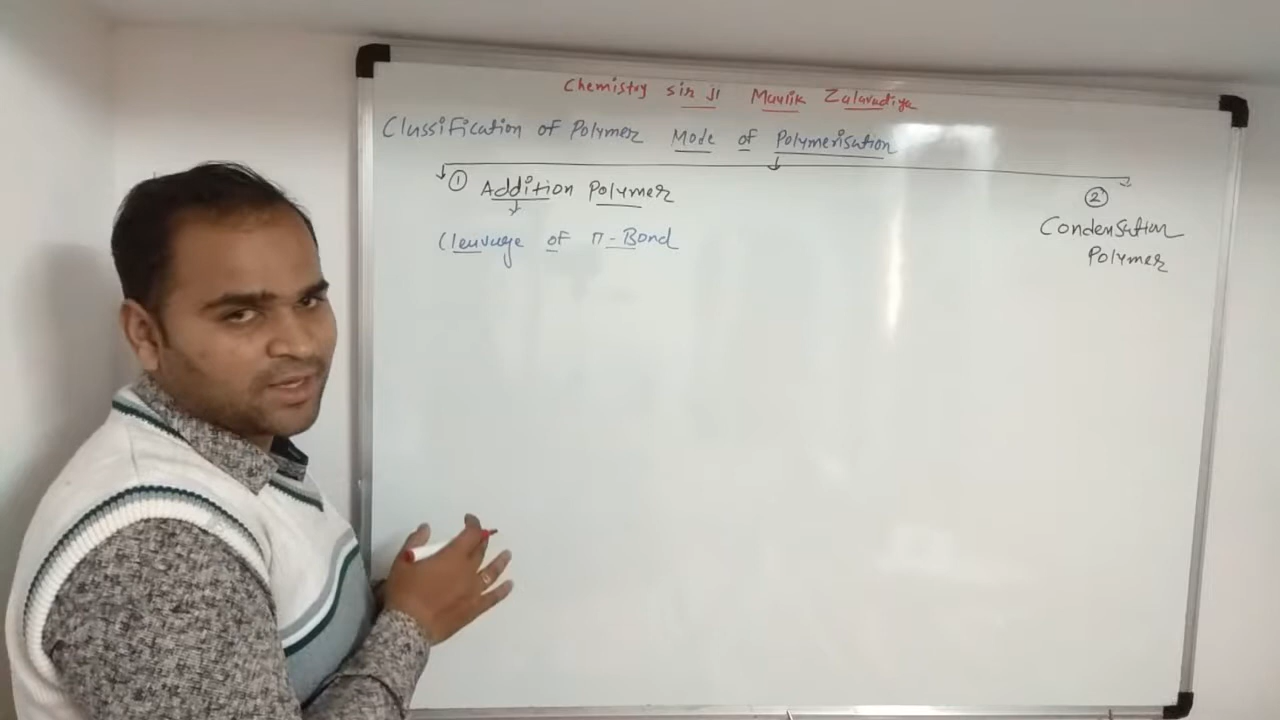 Chemistry sir ji Maulik Zalavadiya
Classification of Polymer Mode of Polymerisation
① Addition Polymer
Cleavage of π-Bond
②
Condensation
Polymer